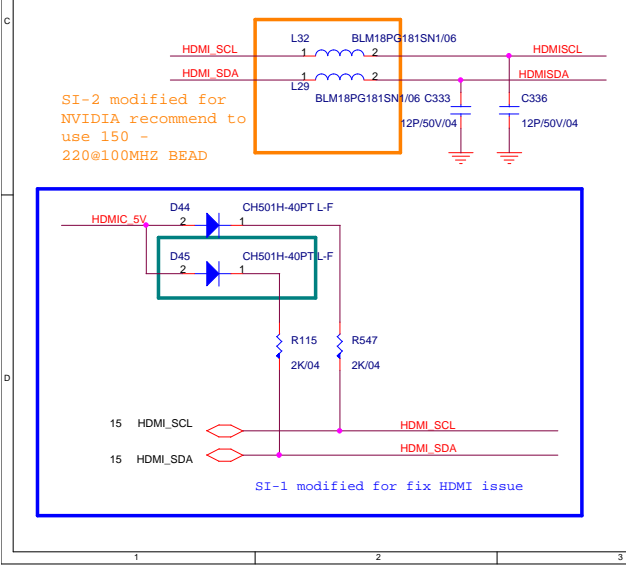 C
L32 BLM18PG181SN1/06
HDMI_SCL 1 2 HDMISCL
HDMI_SDA 1 2 HDMISDA
L29
BLM18PG181SN1/06 C333 C336
12P/50V/04 12P/50V/04
SI-2 modified for
NVIDIA recommend to
use 150 -
220@100MHZ BEAD
D44 CH501H-40PT L-F
HDMIC_5V 2 1
D45 CH501H-40PT L-F
2 1
R115 R547
2K/04 2K/04
D
15 HDMI_SCL HDMI_SCL
15 HDMI_SDA HDMI_SDA
SI-1 modified for fix HDMI issue
1 2 3